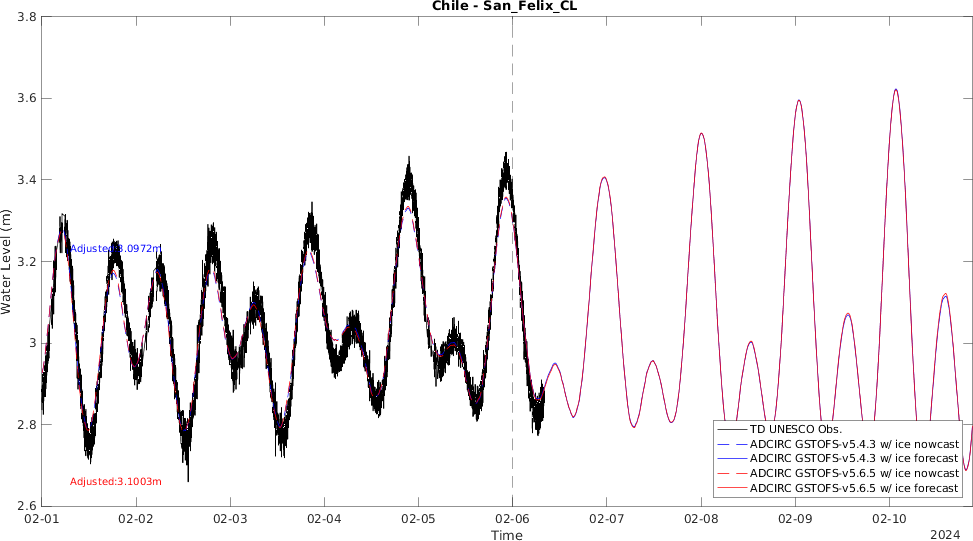 Chile - San_Felix_CL
Water Level (m)
3.8
3.6
3.4
3.2
3
2.8
2.6
Adjusted:3.0972m
Adjusted:3.1003m
TD UNESCO Obs.
ADCIRC GSTOFS-v5.4.3 w/ ice nowcast
ADCIRC GSTOFS-v5.4.3 w/ ice forecast
ADCIRC GSTOFS-v5.6.5 w/ ice nowcast
ADCIRC GSTOFS-v5.6.5 w/ ice forecast
02-01 02-02 02-03 02-04 02-05 02-06 02-07 02-08 02-09 02-10
Time
2024